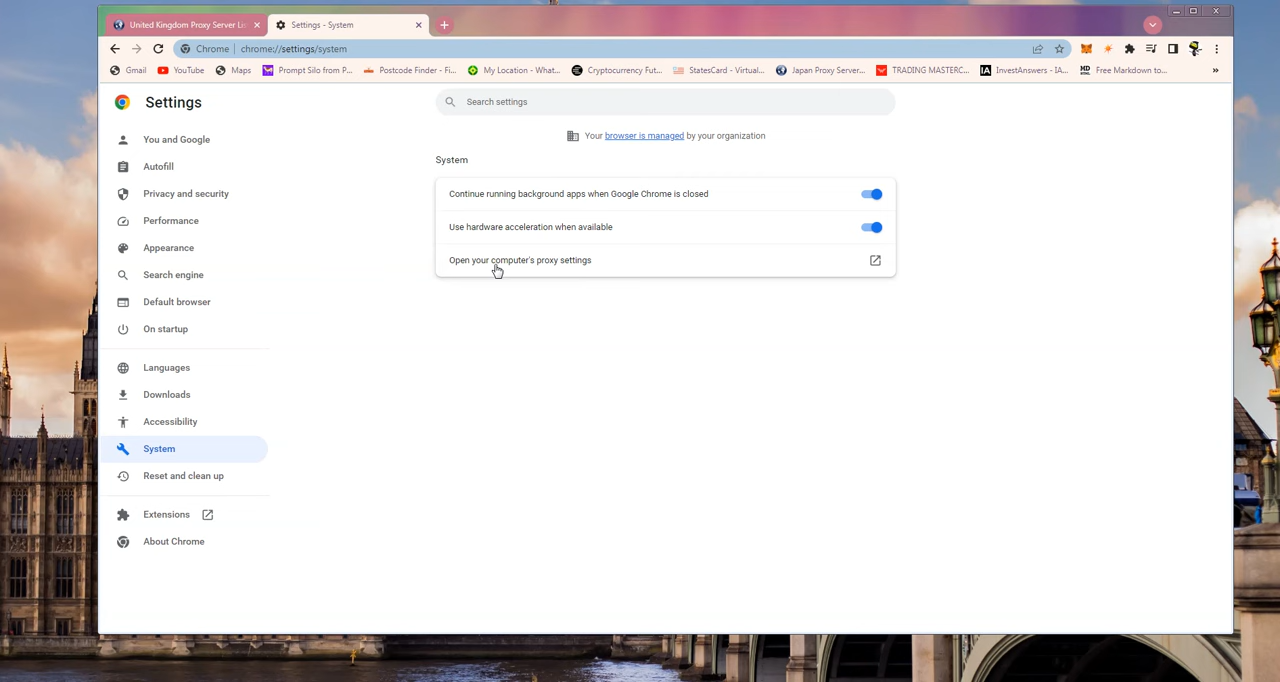 United Kingdom Proxy Server Li
Settings - System
Chrome
chrome://settings/system
Gmail
YouTube
Maps
Prompt Silo from P...
Postcode Finder - Fi...
My Location - What...
Cryptocurrency Fut...
StatesCard - Virtual...
Japan Proxy Server...
TRADING MASTERC...
IA
InvestAnswers - IA...
MD
Free Markdown to...
»
Settings
Search settings
Your browser is managed by your organization
You and Google
Autofill
Privacy and security
Performance
Appearance
Search engine
Default browser
On startup
Languages
Downloads
Accessibility
System
Reset and clean up
Extensions
About Chrome
System
Continue running background apps when Google Chrome is closed
Use hardware acceleration when available
Open your computer's proxy settings